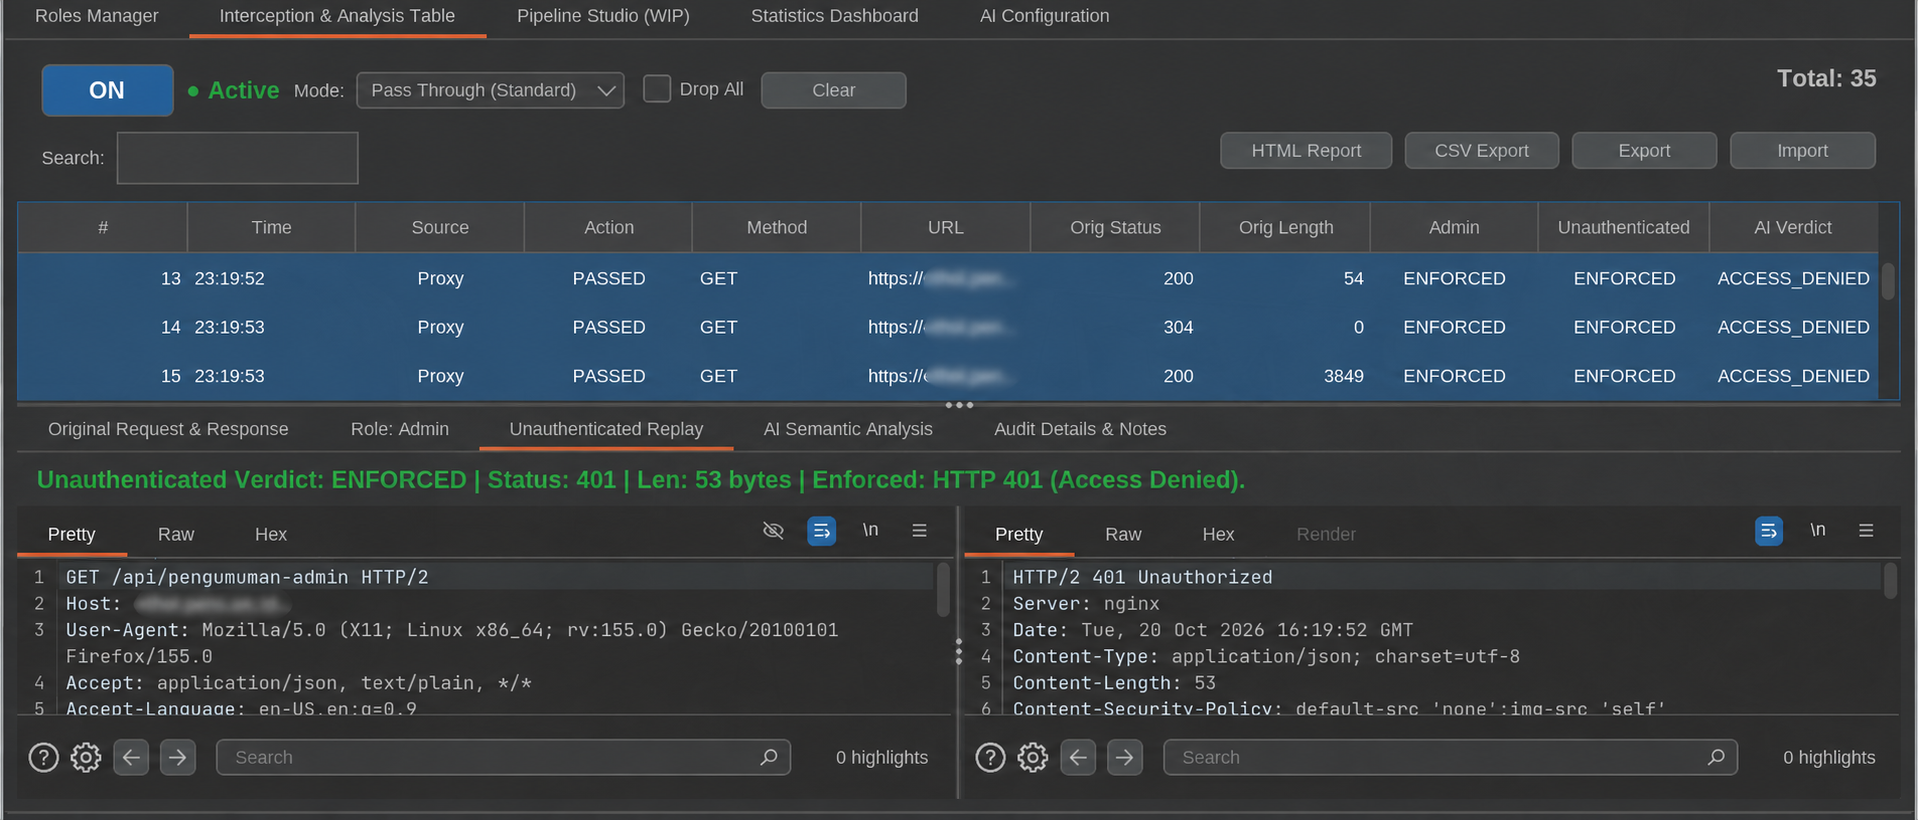 Roles Manager Interception & Analysis Table Pipeline Studio (WIP) Statistics Dashboard AI Configuration
ON Active Mode: Pass Through (Standard) Drop All Clear Total: 35
Search: HTML Report CSV Export Export Import
# Time Source Action Method URL Orig Status Orig Length Admin Unauthenticated AI Verdict
13 23:19:52 Proxy PASSED GET https:// 200 54 ENFORCED ENFORCED ACCESS_DENIED
14 23:19:53 Proxy PASSED GET https:// 304 0 ENFORCED ENFORCED ACCESS_DENIED
15 23:19:53 Proxy PASSED GET https:// 200 3849 ENFORCED ENFORCED ACCESS_DENIED
Original Request & Response Role: Admin Unauthenticated Replay AI Semantic Analysis Audit Details & Notes
Unauthenticated Verdict: ENFORCED | Status: 401 | Len: 53 bytes | Enforced: HTTP 401 (Access Denied).
Pretty Raw Hex \n
1 GET /api/pengumuman-admin HTTP/2
2 Host:
3 User-Agent: Mozilla/5.0 (X11; Linux x86_64; rv:155.0) Gecko/20100101
Firefox/155.0
4 Accept: application/json, text/plain, */*
5 Accept-Language: en-US,en;q=0.9
Search 0 highlights
Pretty Raw Hex Render \n
1 HTTP/2 401 Unauthorized
2 Server: nginx
3 Date: Tue, 20 Oct 2026 16:19:52 GMT
4 Content-Type: application/json; charset=utf-8
5 Content-Length: 53
6 Content-Security-Policy: default-src 'none';img-src 'self'
Search 0 highlights